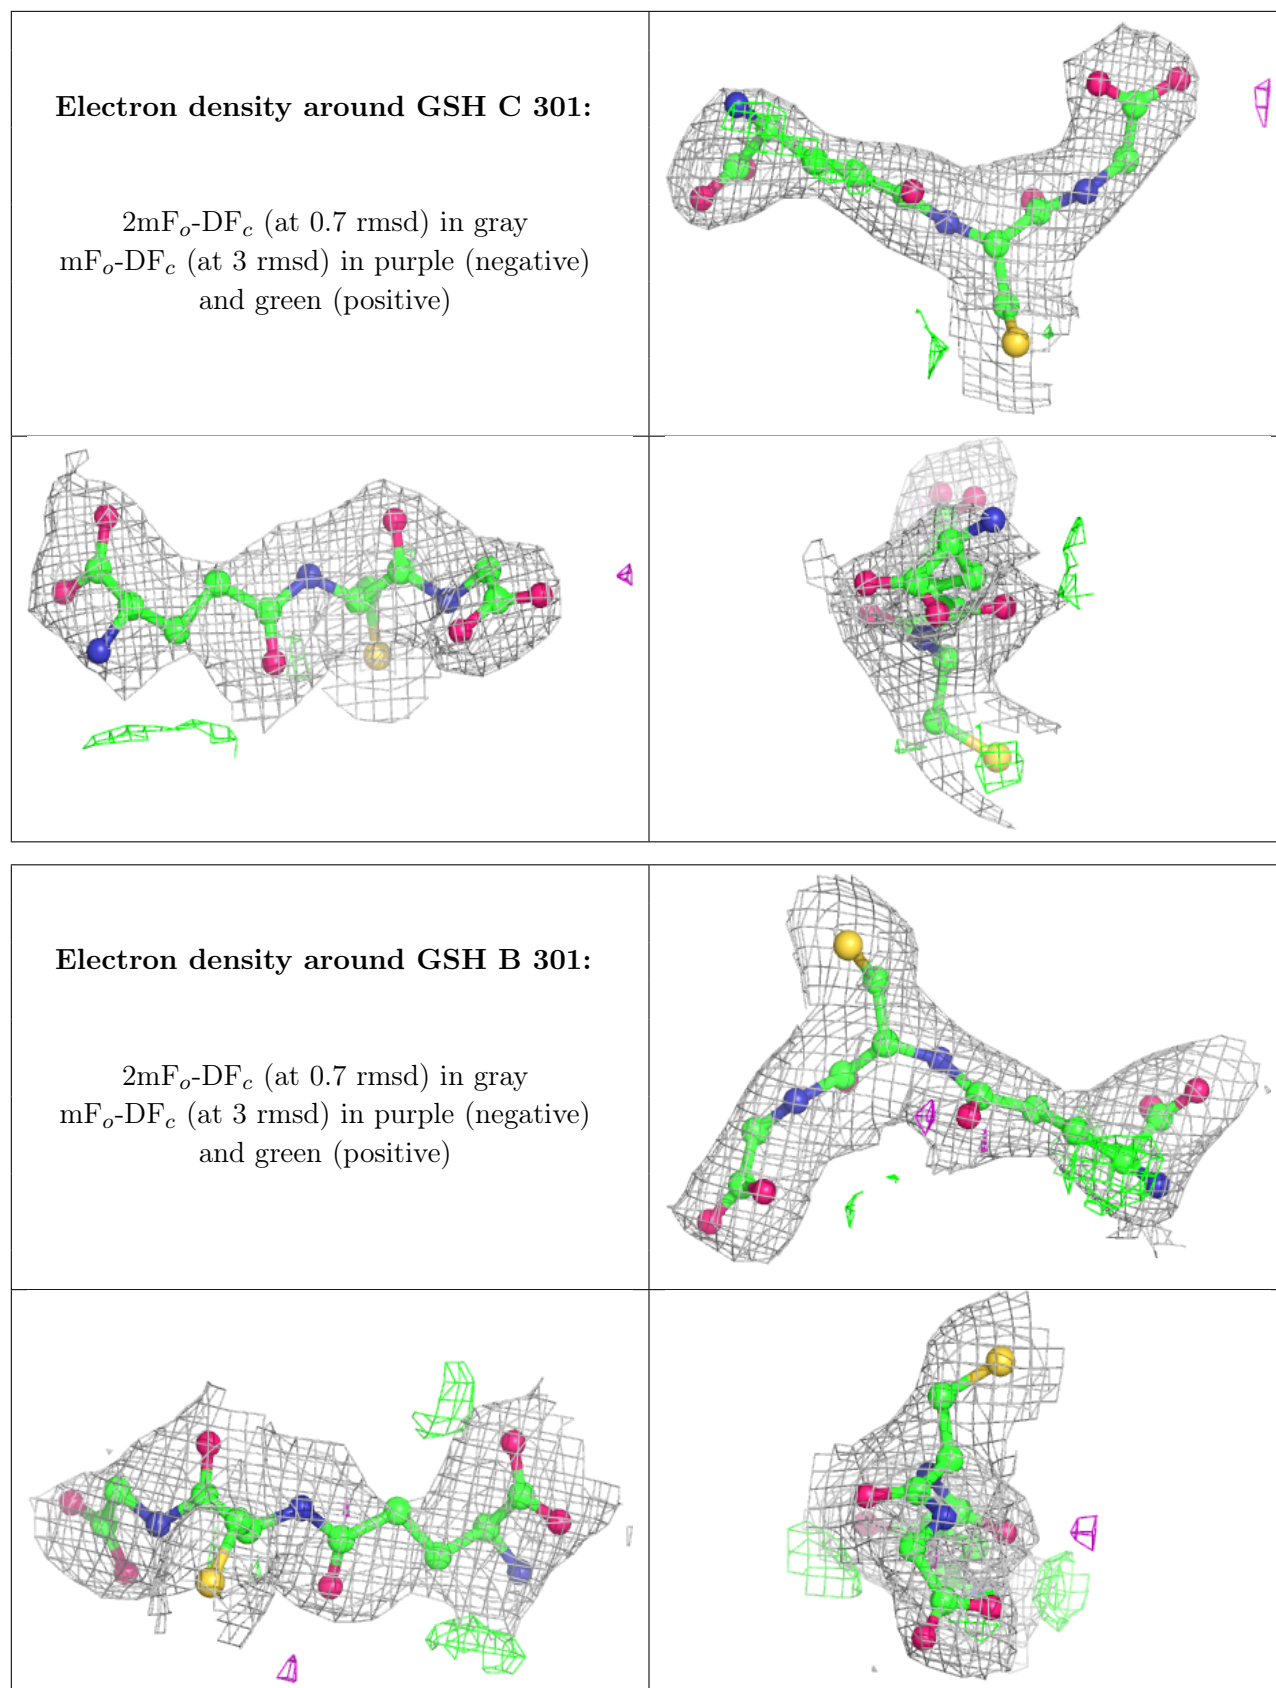 Electron density around GSH C 301:
2mFo-DFc (at 0.7 rmsd) in gray
mFo-DFc (at 3 rmsd) in purple (negative)
and green (positive)
Electron density around GSH B 301:
2mFo-DFc (at 0.7 rmsd) in gray
mFo-DFc (at 3 rmsd) in purple (negative)
and green (positive)